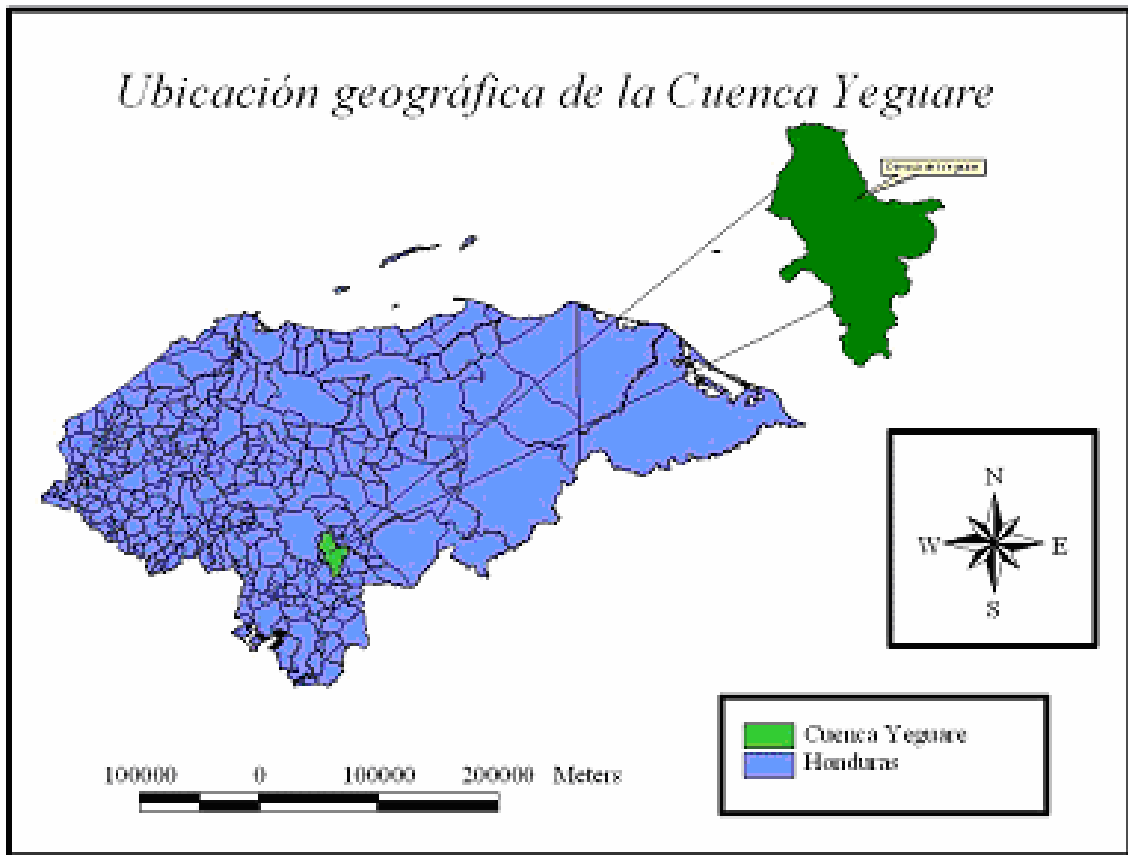 Ubicación geográfica de la Cuenca Yeguare
N
W
E
S
Cuenca Yeguare
Honduras
100000 0 100000 200000 Meters